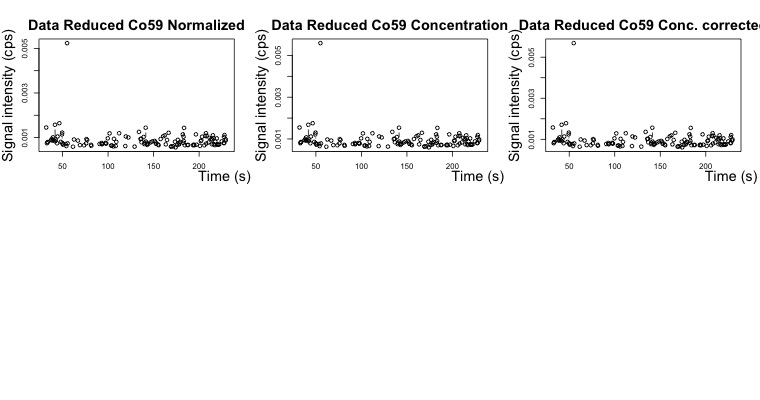 Data Reduced Co59 Normalized
Signal intensity (cps)
0.001 0.003 0.005
50 100 150 200
Time (s)
Data Reduced Co59 Concentration
Signal intensity (cps)
0.001 0.003 0.005
50 100 150 200
Time (s)
Data Reduced Co59 Conc. corrected
Signal intensity (cps)
0.001 0.003 0.005
50 100 150 200
Time (s)